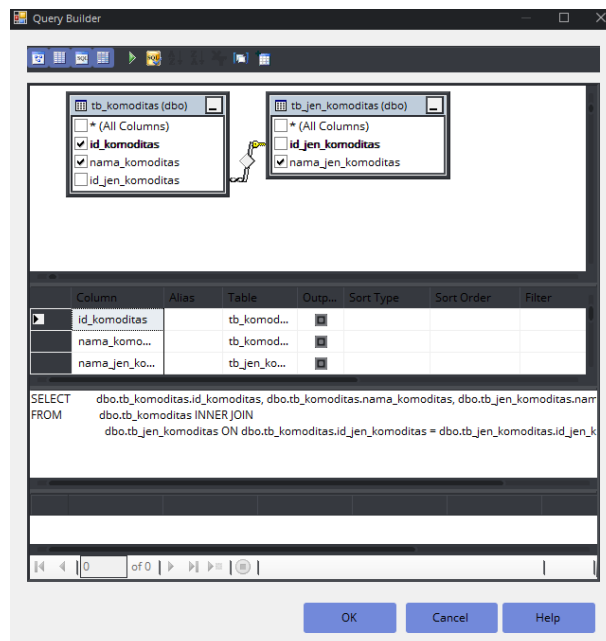 Query Builder
SQL
SQL
tb_komoditas (dbo)
* (All Columns)
id_komoditas
nama_komoditas
id_jen_komoditas
tb_jen_komoditas (dbo)
* (All Columns)
id_jen_komoditas
nama_jen_komoditas
Column Alias Table Outp... Sort Type Sort Order Filter
id_komoditas tb_komod...
nama_komo... tb_komod...
nama_jen_ko... tb_jen_ko...
SELECT dbo.tb_komoditas.id_komoditas, dbo.tb_komoditas.nama_komoditas, dbo.tb_jen_komoditas.nam
FROM dbo.tb_komoditas INNER JOIN
dbo.tb_jen_komoditas ON dbo.tb_komoditas.id_jen_komoditas = dbo.tb_jen_komoditas.id_jen_k
0 of 0
OK Cancel Help